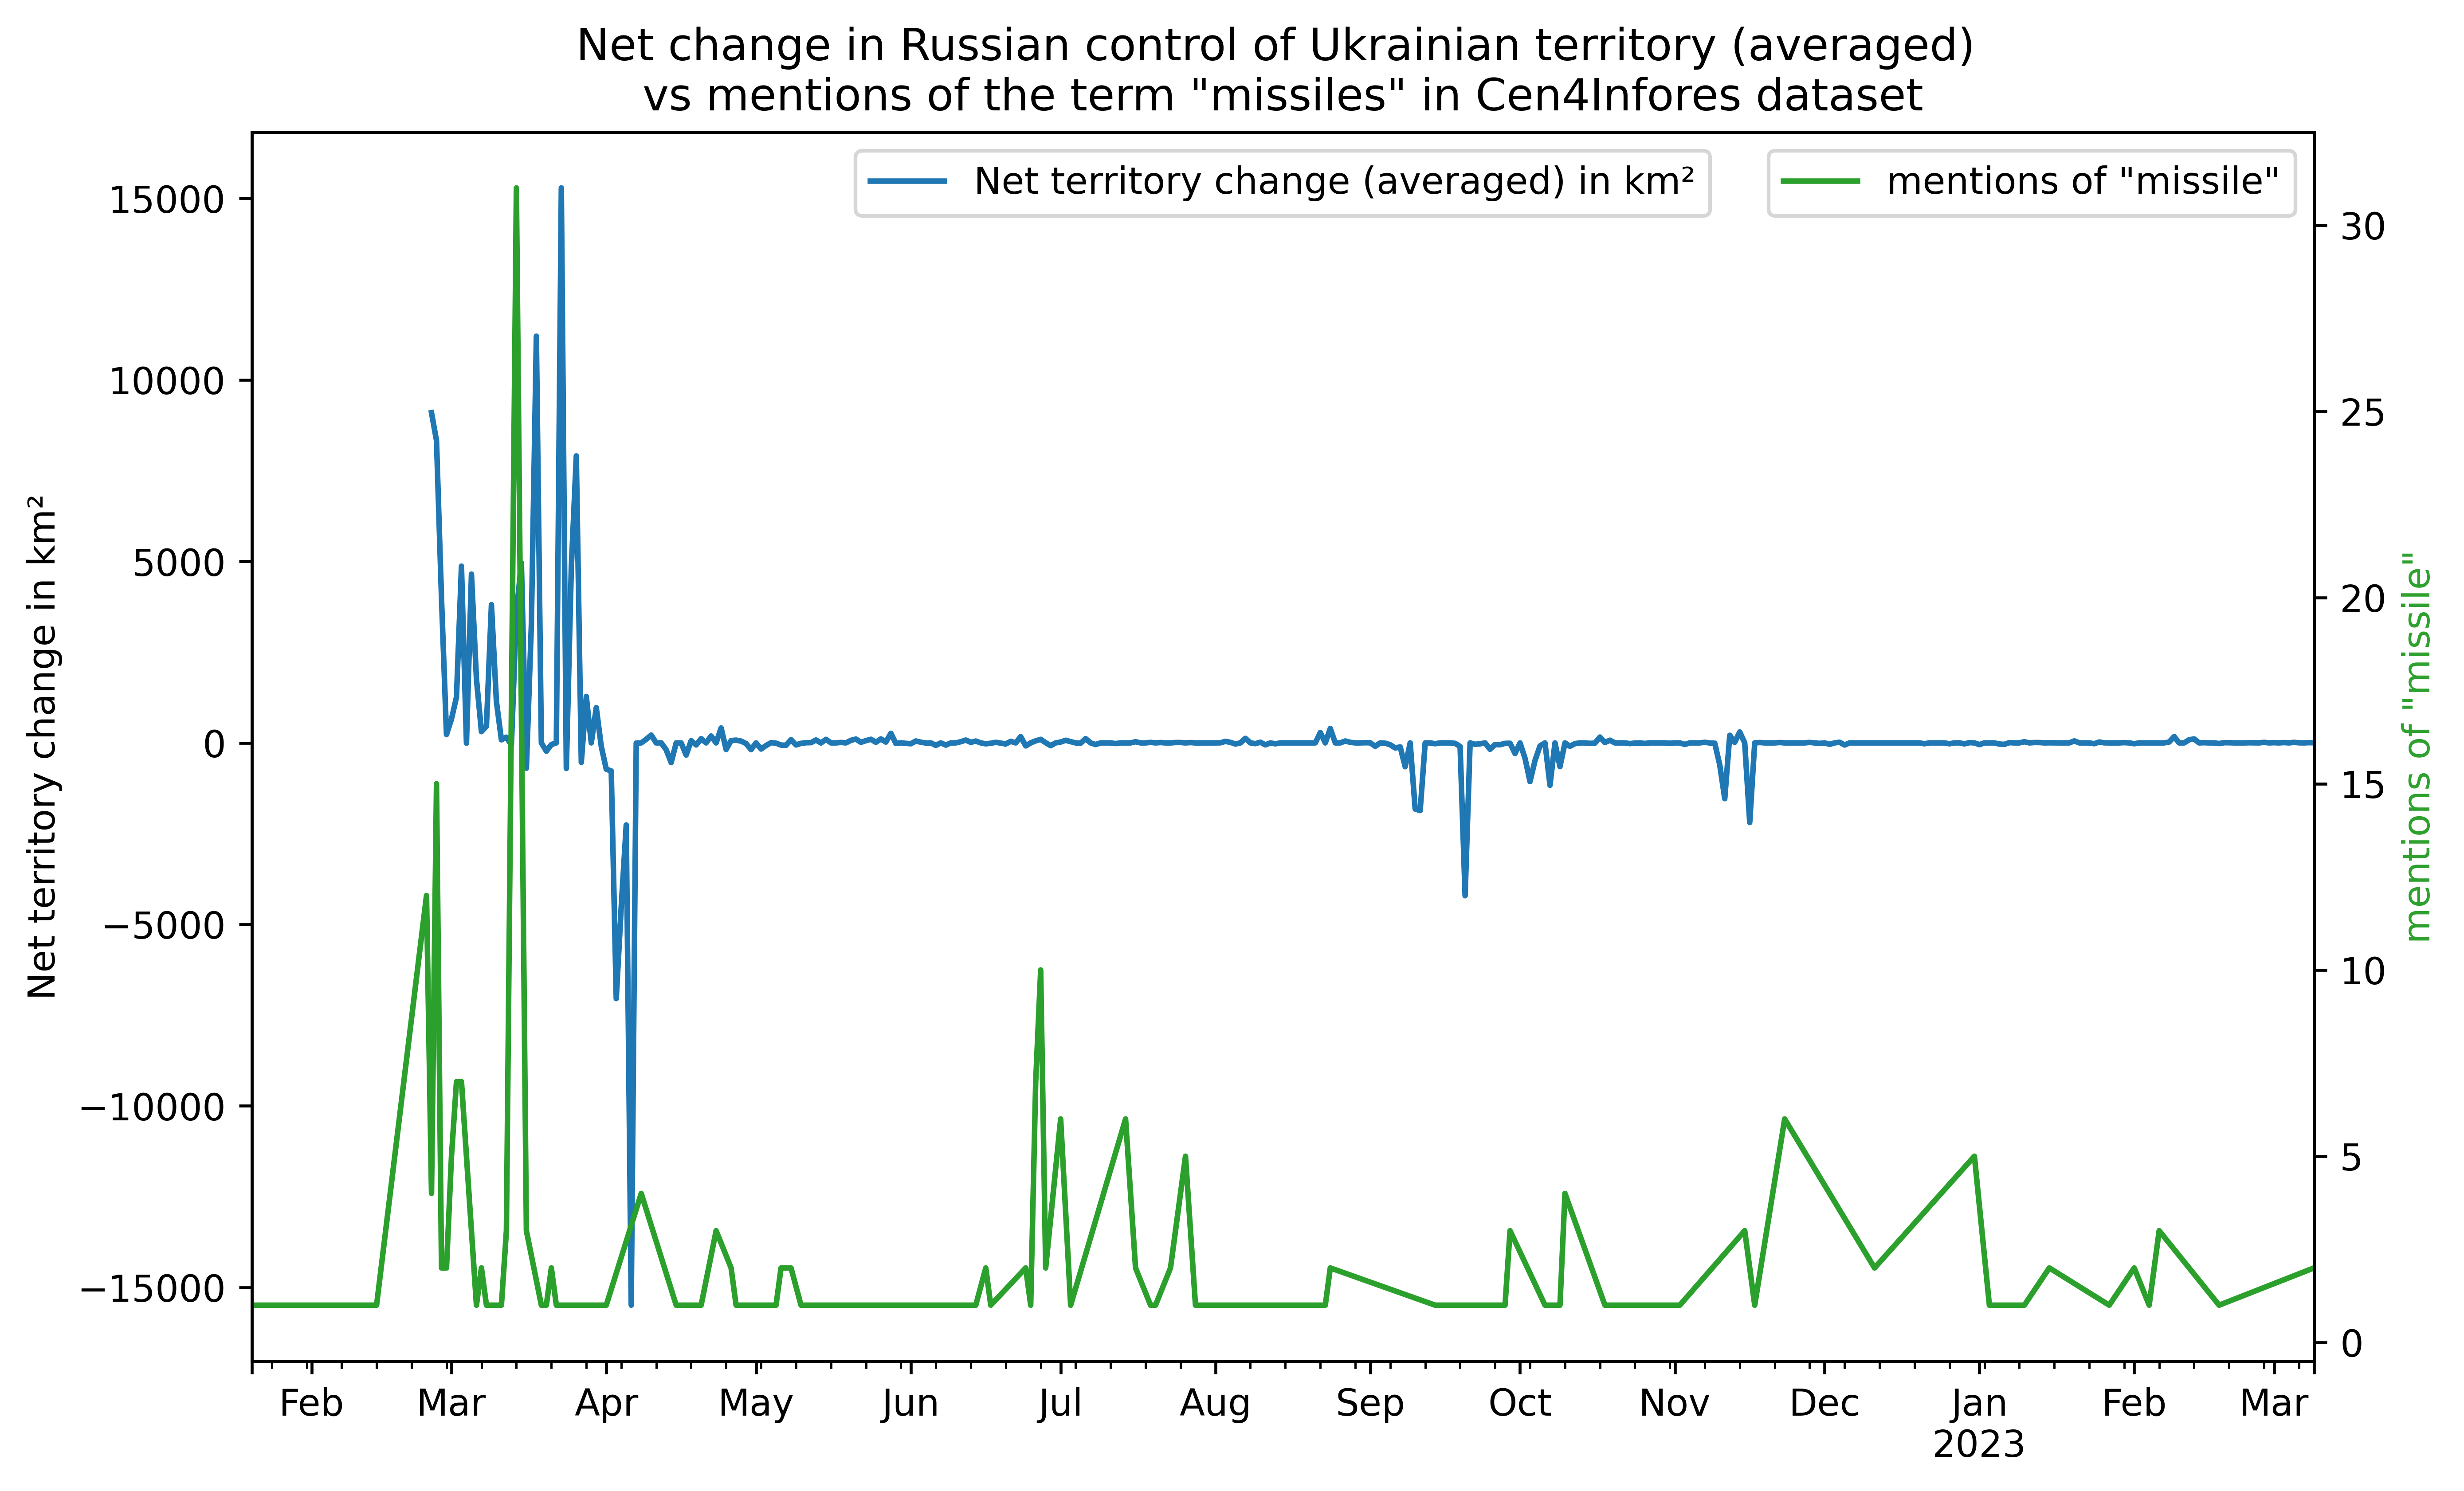 Net change in Russian control of Ukrainian territory (averaged)
vs mentions of the term "missiles" in Cen4Infores dataset
Net territory change (averaged) in km²
mentions of "missile"
Net territory change in km²
15000
10000
5000
0
−5000
−10000
−15000
30
25
20
15
10
5
0
mentions of "missile"
Feb
Mar
Apr
May
Jun
Jul
Aug
Sep
Oct
Nov
Dec
Jan
2023
Feb
Mar